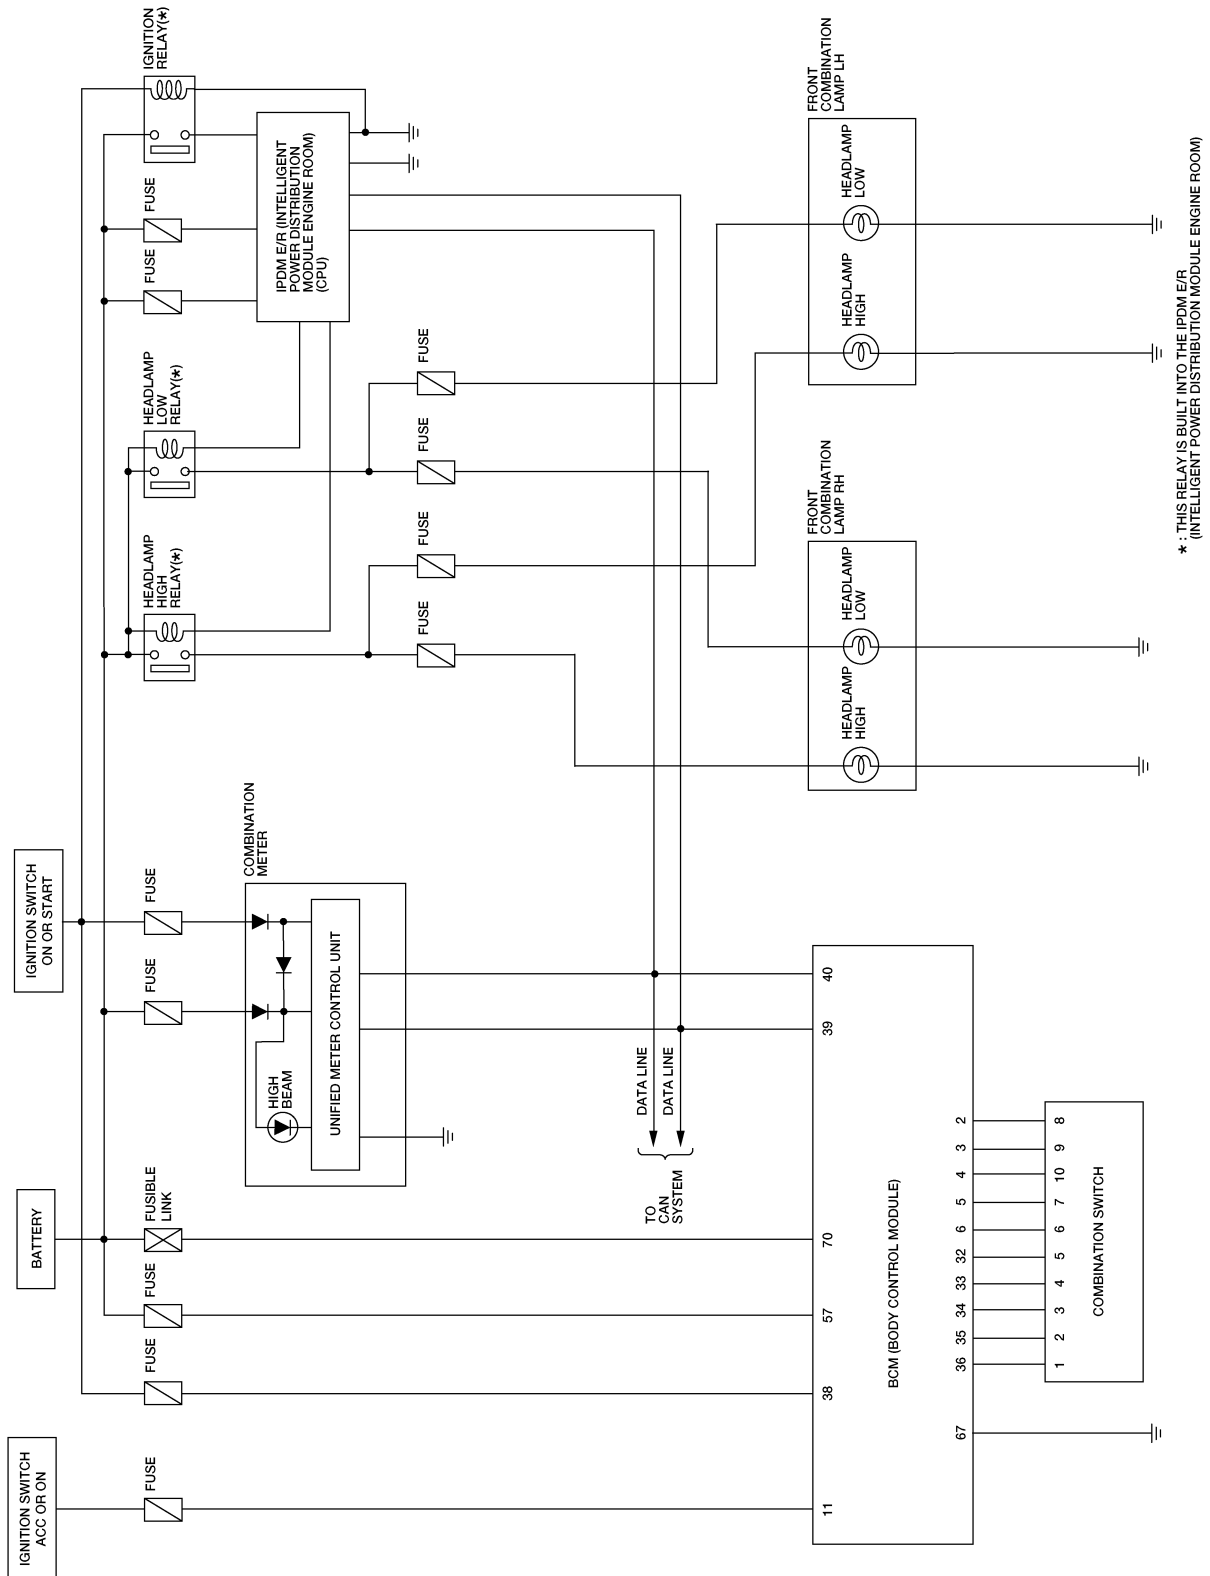 IGNITION SWITCH
ACC OR ON
BATTERY
IGNITION SWITCH
ON OR START
FUSE
FUSE
FUSE
FUSIBLE
LINK
FUSE
FUSE
HEADLAMP
HIGH
RELAY(*)
HEADLAMP
LOW
RELAY(*)
FUSE
FUSE
IGNITION
RELAY(*)
COMBINATION
METER
HIGH
BEAM
UNIFIED METER CONTROL UNIT
IPDM E/R (INTELLIGENT
POWER DISTRIBUTION
MODULE ENGINE ROOM)
(CPU)
FUSE
FUSE
FUSE
FUSE
TO
CAN
SYSTEM
DATA LINE
DATA LINE
FRONT
COMBINATION
LAMP RH
HEADLAMP
HIGH
HEADLAMP
LOW
FRONT
COMBINATION
LAMP LH
HEADLAMP
HIGH
HEADLAMP
LOW
11
38
57
70
39
40
BCM (BODY CONTROL MODULE)
67
36
35
34
33
32
6
5
4
3
2
1
2
3
4
5
6
7
10
9
8
COMBINATION SWITCH
* : THIS RELAY IS BUILT INTO THE IPDM E/R
(INTELLIGENT POWER DISTRIBUTION MODULE ENGINE ROOM)